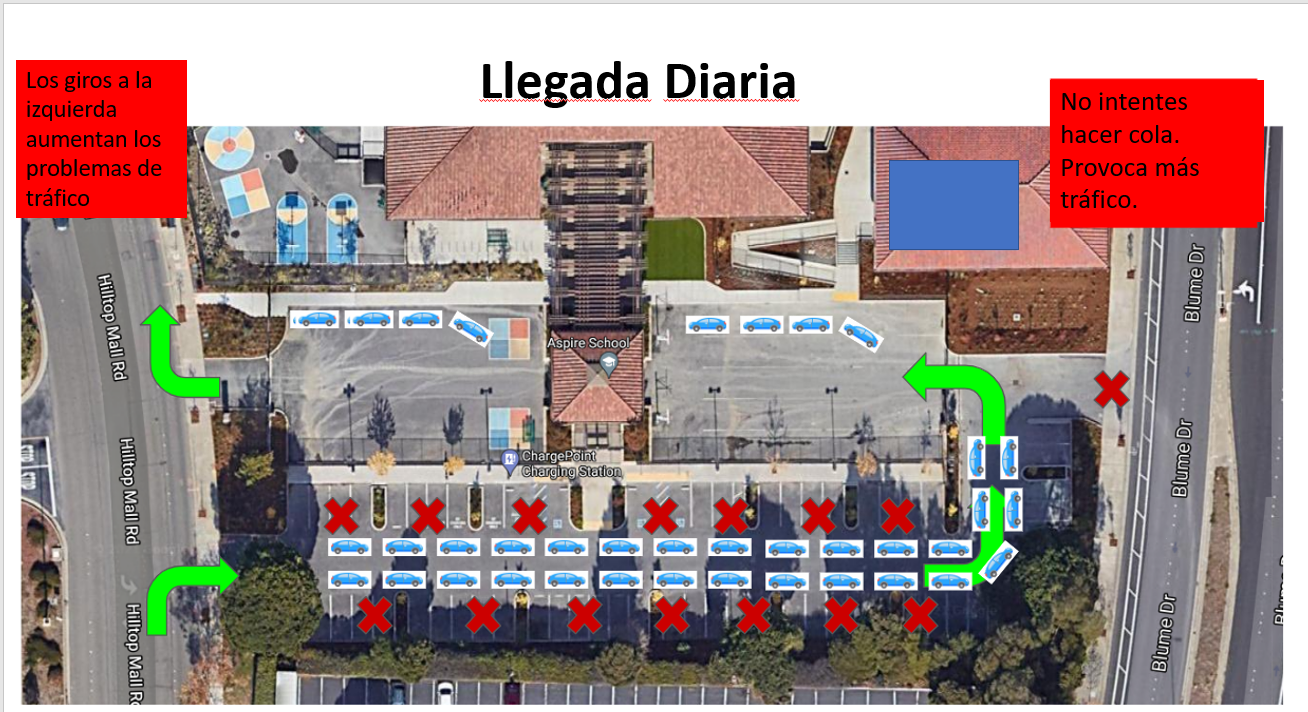 Llegada Diaria
Los giros a la
izquierda
aumentan los
problemas de
tráfico
No intentes
hacer cola.
Provoca más
tráfico.
Hilltop Mall Rd
Hilltop Mall Rd
Hilltop Mall Rd
Aspire School
ChargePoint
Charging Station
Blume Dr
Blume Dr
Blume Dr